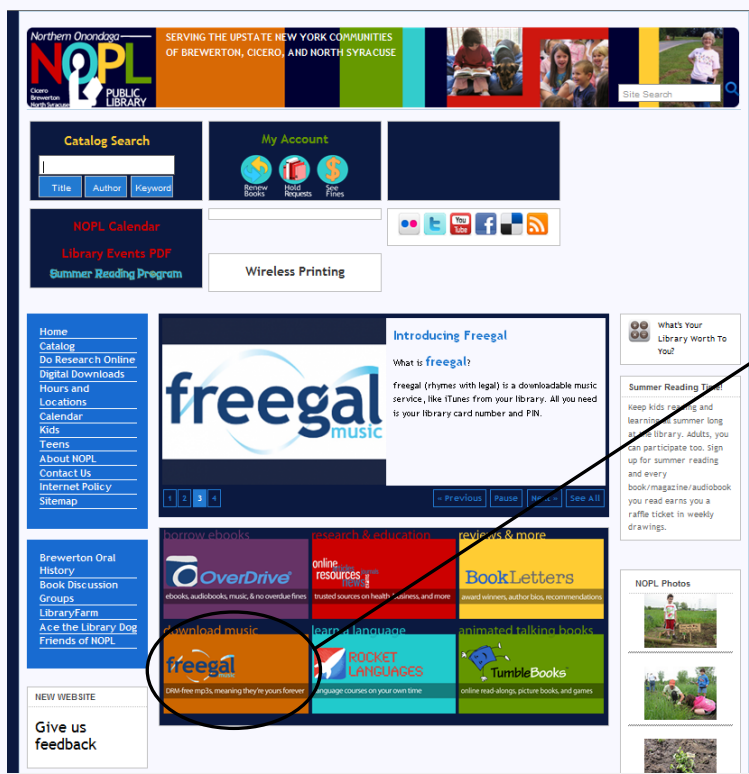 Northern Onondaga
NOPL
Cicero
Brewerton
North Syracuse
PUBLIC
LIBRARY
SERVING THE UPSTATE NEW YORK COMMUNITIES
OF BREWERTON, CICERO, AND NORTH SYRACUSE
Site Search
Catalog Search
Title Author Keyword
My Account
Renew
Books
Hold
Requests
See
Fines
NOPL Calendar
Library Events PDF
Summer Reading Program
You
Tube
Wireless Printing
Home
Catalog
Do Research Online
Digital Downloads
Hours and
Locations
Calendar
Kids
Teens
About NOPL
Contact Us
Internet Policy
Sitemap
Brewerton Oral
History
Book Discussion
Groups
LibraryFarm
Ace the Library Dog
Friends of NOPL
NEW WEBSITE
Give us
feedback
freegal
music
Introducing Freegal
What is freegal?
freegal (rhymes with legal) is a downloadable music
service, like iTunes from your library. All you need
is your library card number and PIN.
1 2 3 4
« Previous Pause Next » See All
borrow ebooks
OverDrive
ebooks, audiobooks, music, & no overdue fines
research & education
online
resources
news
trusted sources on health, business, and more
reviews & more
BookLetters
award winners, author bios, recommendations
download music
freegal
music
DRM-free mp3s, meaning they're yours forever
learn a language
ROCKET
LANGUAGES
language courses on your own time
animated talking books
TumbleBooks
online read-alongs, picture books, and games
What's Your
Library Worth To
You?
Summer Reading Time!
Keep kids reading and
learning all summer long
at the library. Adults, you
can participate too. Sign
up for summer reading
and every
book/magazine/audiobook
you read earns you a
raffle ticket in weekly
drawings.
NOPL Photos